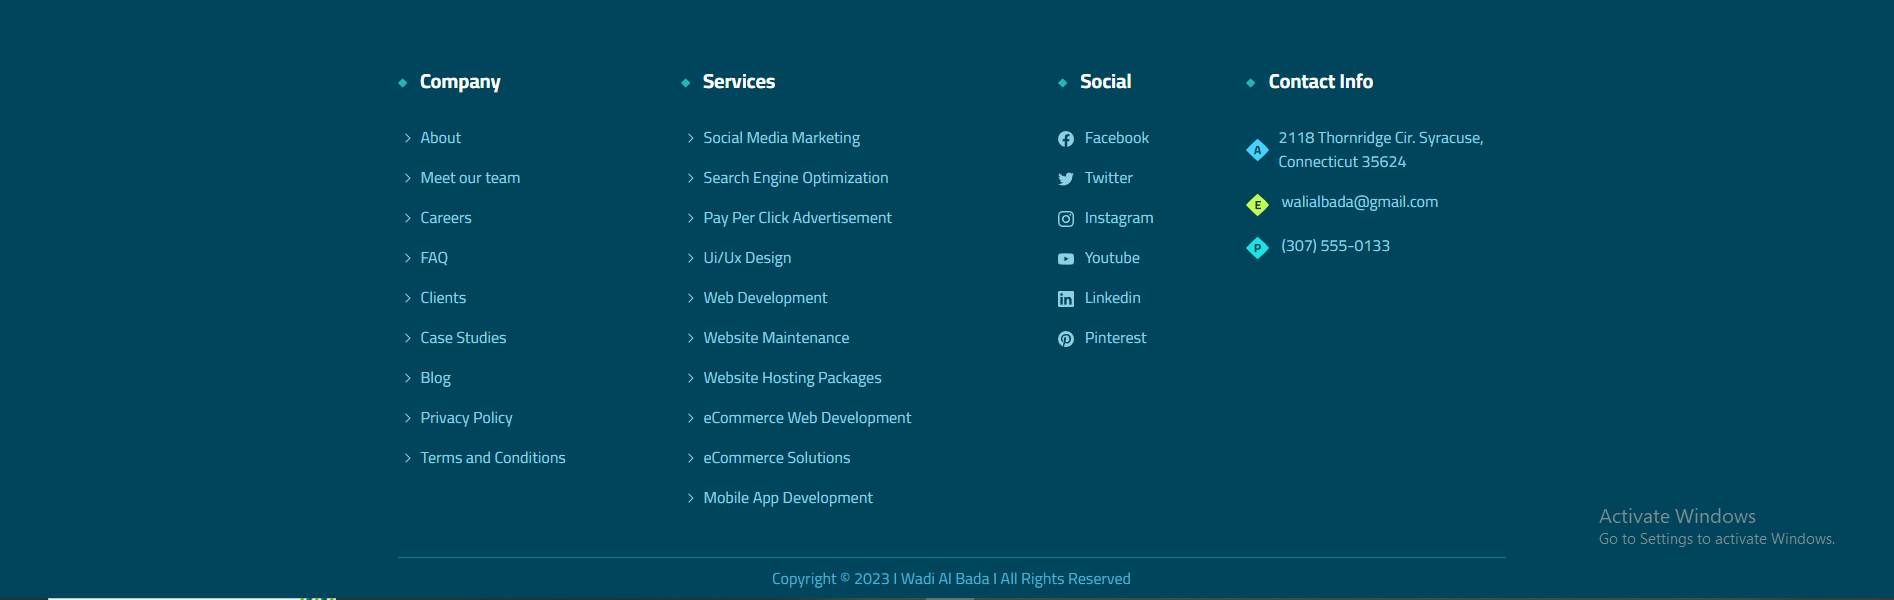 Company
About
Meet our team
Careers
FAQ
Clients
Case Studies
Blog
Privacy Policy
Terms and Conditions
Services
Social Media Marketing
Search Engine Optimization
Pay Per Click Advertisement
Ui/Ux Design
Web Development
Website Maintenance
Website Hosting Packages
eCommerce Web Development
eCommerce Solutions
Mobile App Development
Social
Facebook
Twitter
Instagram
Youtube
Linkedin
Pinterest
Contact Info
A 2118 Thornridge Cir. Syracuse,
Connecticut 35624
E walialbada@gmail.com
P (307) 555-0133
Activate Windows
Go to Settings to activate Windows.
Copyright © 2023 I Wadi Al Bada I All Rights Reserved